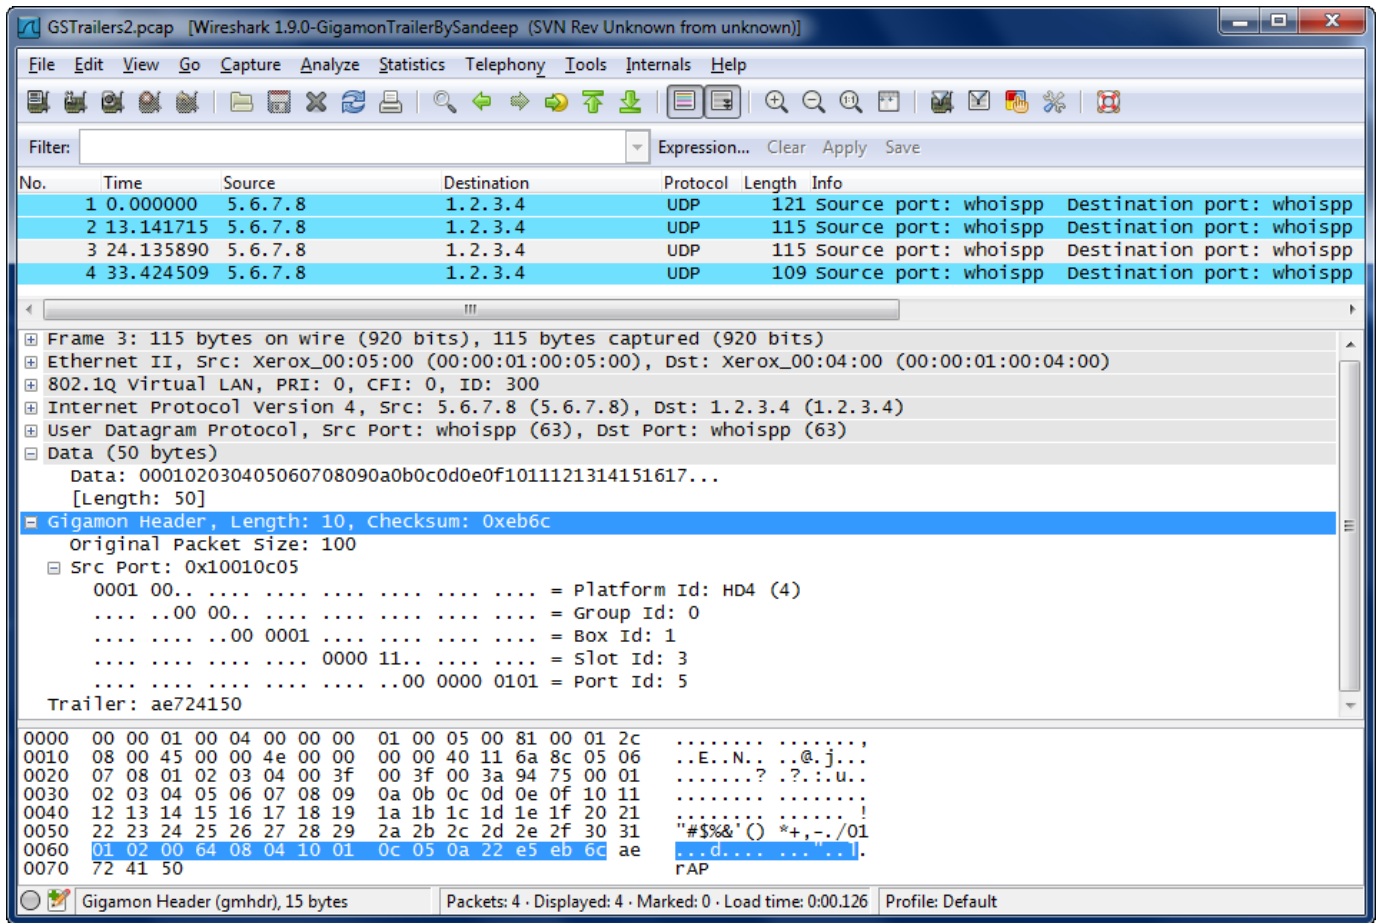 GSTrailers2.pcap [Wireshark 1.9.0-GigamonTrailerBySandeep (SVN Rev Unknown from unknown)]
File Edit View Go Capture Analyze Statistics Telephony Tools Internals Help
Filter: Expression... Clear Apply Save
No. Time Source Destination Protocol Length Info
1 0.000000 5.6.7.8 1.2.3.4 UDP 121 Source port: whoispp Destination port: whoispp
2 13.141715 5.6.7.8 1.2.3.4 UDP 115 Source port: whoispp Destination port: whoispp
3 24.135890 5.6.7.8 1.2.3.4 UDP 115 Source port: whoispp Destination port: whoispp
4 33.424509 5.6.7.8 1.2.3.4 UDP 109 Source port: whoispp Destination port: whoispp
Frame 3: 115 bytes on wire (920 bits), 115 bytes captured (920 bits)
Ethernet II, Src: Xerox_00:05:00 (00:00:01:00:05:00), Dst: Xerox_00:04:00 (00:00:01:00:04:00)
802.1Q Virtual LAN, PRI: 0, CFI: 0, ID: 300
Internet Protocol Version 4, Src: 5.6.7.8 (5.6.7.8), Dst: 1.2.3.4 (1.2.3.4)
User Datagram Protocol, Src Port: whoispp (63), Dst Port: whoispp (63)
Data (50 bytes)
Data: 000102030405060708090a0b0c0d0e0f1011121314151617...
[Length: 50]
Gigamon Header, Length: 10, Checksum: 0xeb6c
Original Packet Size: 100
Src Port: 0x10010c05
0001 00.. .... .... .... .... .... .... = Platform Id: HD4 (4)
.... ..00 00.. .... .... .... .... .... = Group Id: 0
.... .... ..00 0001 .... .... .... .... = Box Id: 1
.... .... .... .... 0000 11.. .... .... = Slot Id: 3
.... .... .... .... .... ..00 0000 0101 = Port Id: 5
Trailer: ae724150
0000 00 00 01 00 04 00 00 00 01 00 05 00 81 00 01 2c ........ .......,
0010 08 00 45 00 00 4e 00 00 00 00 40 11 6a 8c 05 06 ..E..N.. ..@.j...
0020 07 08 01 02 03 04 00 3f 00 3f 00 3a 94 75 00 01 .......? .?.:.u..
0030 02 03 04 05 06 07 08 09 0a 0b 0c 0d 0e 0f 10 11 ........ ........
0040 12 13 14 15 16 17 18 19 1a 1b 1c 1d 1e 1f 20 21 ........ ...... !
0050 22 23 24 25 26 27 28 29 2a 2b 2c 2d 2e 2f 30 31 "#$%&'() *+,-./01
0060 01 02 00 64 08 04 10 01 0c 05 0a 22 e5 eb 6c ae ...d.... ..."..l.
0070 72 41 50 rAP
Gigamon Header (gmhdr), 15 bytes Packets: 4 · Displayed: 4 · Marked: 0 · Load time: 0:00.126 Profile: Default